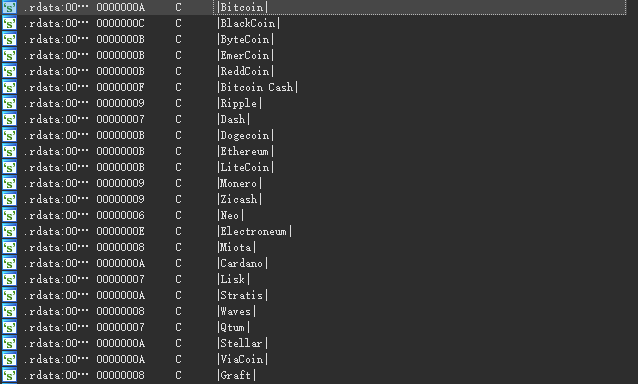 .rdata:00… 0000000A C |Bitcoin|
.rdata:00… 0000000C C |BlackCoin|
.rdata:00… 0000000B C |ByteCoin|
.rdata:00… 0000000B C |EmerCoin|
.rdata:00… 0000000B C |ReddCoin|
.rdata:00… 0000000F C |Bitcoin Cash|
.rdata:00… 00000009 C |Ripple|
.rdata:00… 00000007 C |Dash|
.rdata:00… 0000000B C |Dogecoin|
.rdata:00… 0000000B C |Ethereum|
.rdata:00… 0000000B C |LiteCoin|
.rdata:00… 00000009 C |Monero|
.rdata:00… 00000009 C |Zicash|
.rdata:00… 00000006 C |Neo|
.rdata:00… 0000000E C |Electroneum|
.rdata:00… 00000008 C |Miota|
.rdata:00… 0000000A C |Cardano|
.rdata:00… 00000007 C |Lisk|
.rdata:00… 0000000A C |Stratis|
.rdata:00… 00000008 C |Waves|
.rdata:00… 00000007 C |Qtum|
.rdata:00… 0000000A C |Stellar|
.rdata:00… 0000000A C |ViaCoin|
.rdata:00… 00000008 C |Graft|